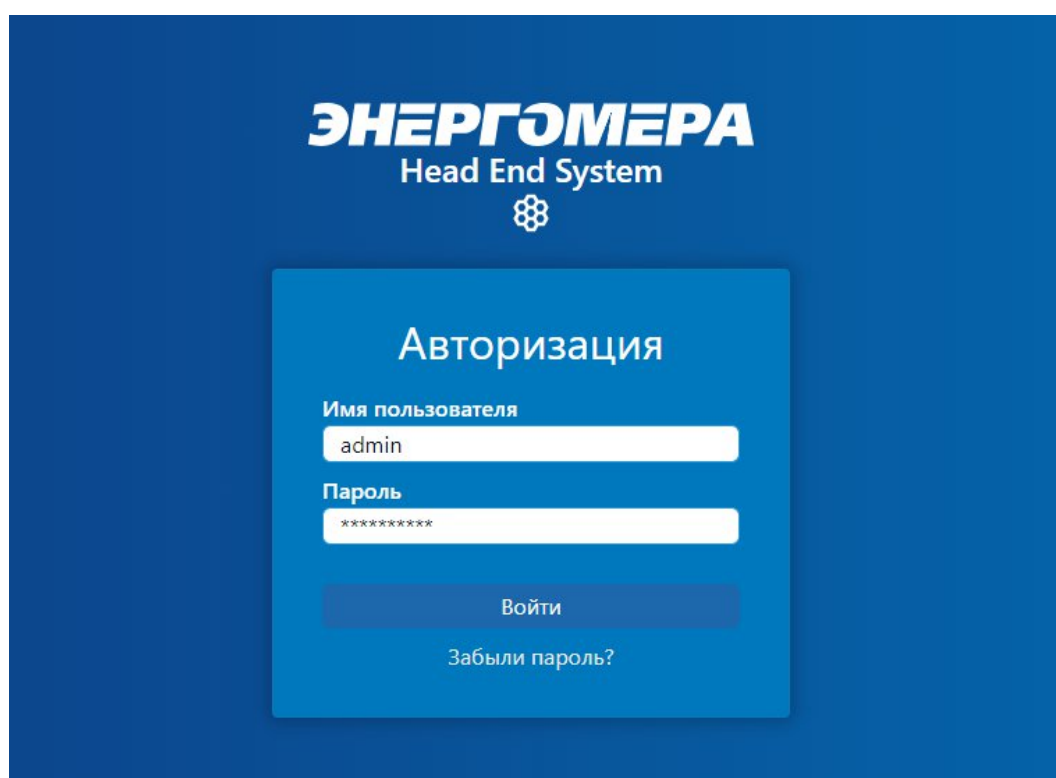 ЭНЕРГОМЕРА
Head End System
Авторизация
Имя пользователя
admin
Пароль
**********
Войти
Забыли пароль?